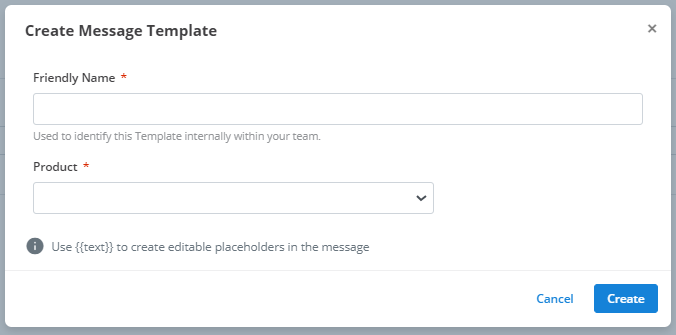 Create Message Template
×
Friendly Name *
Used to identify this Template internally within your team.
Product *
Use {{text}} to create editable placeholders in the message
Cancel
Create